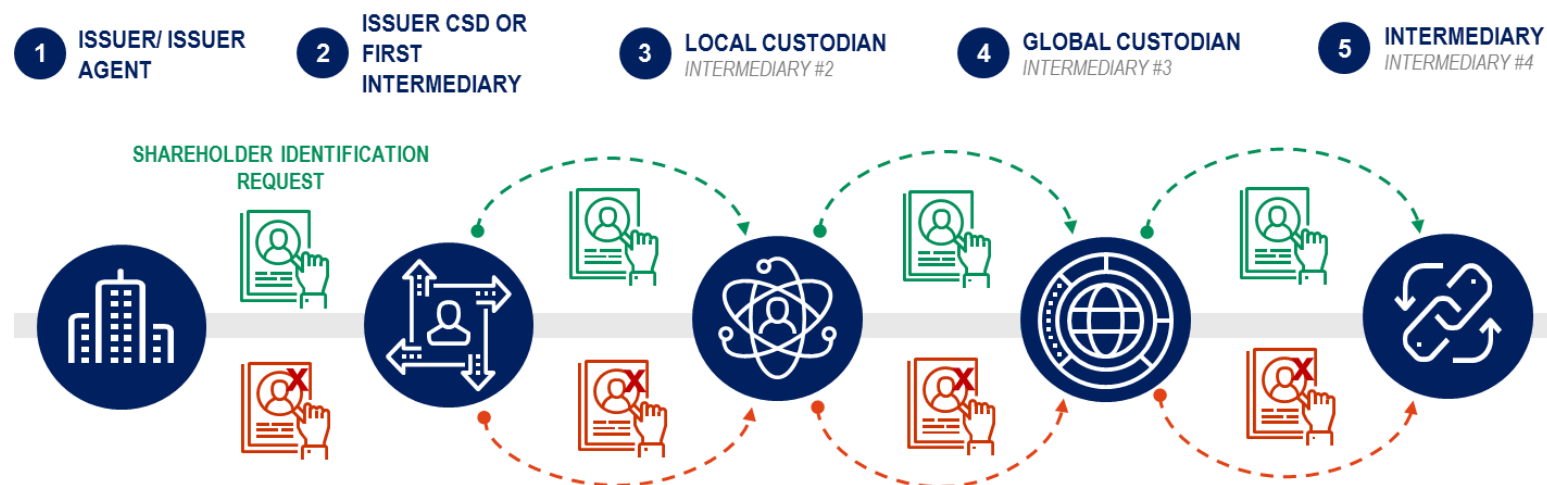 1
ISSUER/ ISSUER
AGENT
2
ISSUER CSD OR
FIRST
INTERMEDIARY
3
LOCAL CUSTODIAN
INTERMEDIARY #2
4
GLOBAL CUSTODIAN
INTERMEDIARY #3
5
INTERMEDIARY
INTERMEDIARY #4
SHAREHOLDER IDENTIFICATION
REQUEST
X
X
X
X